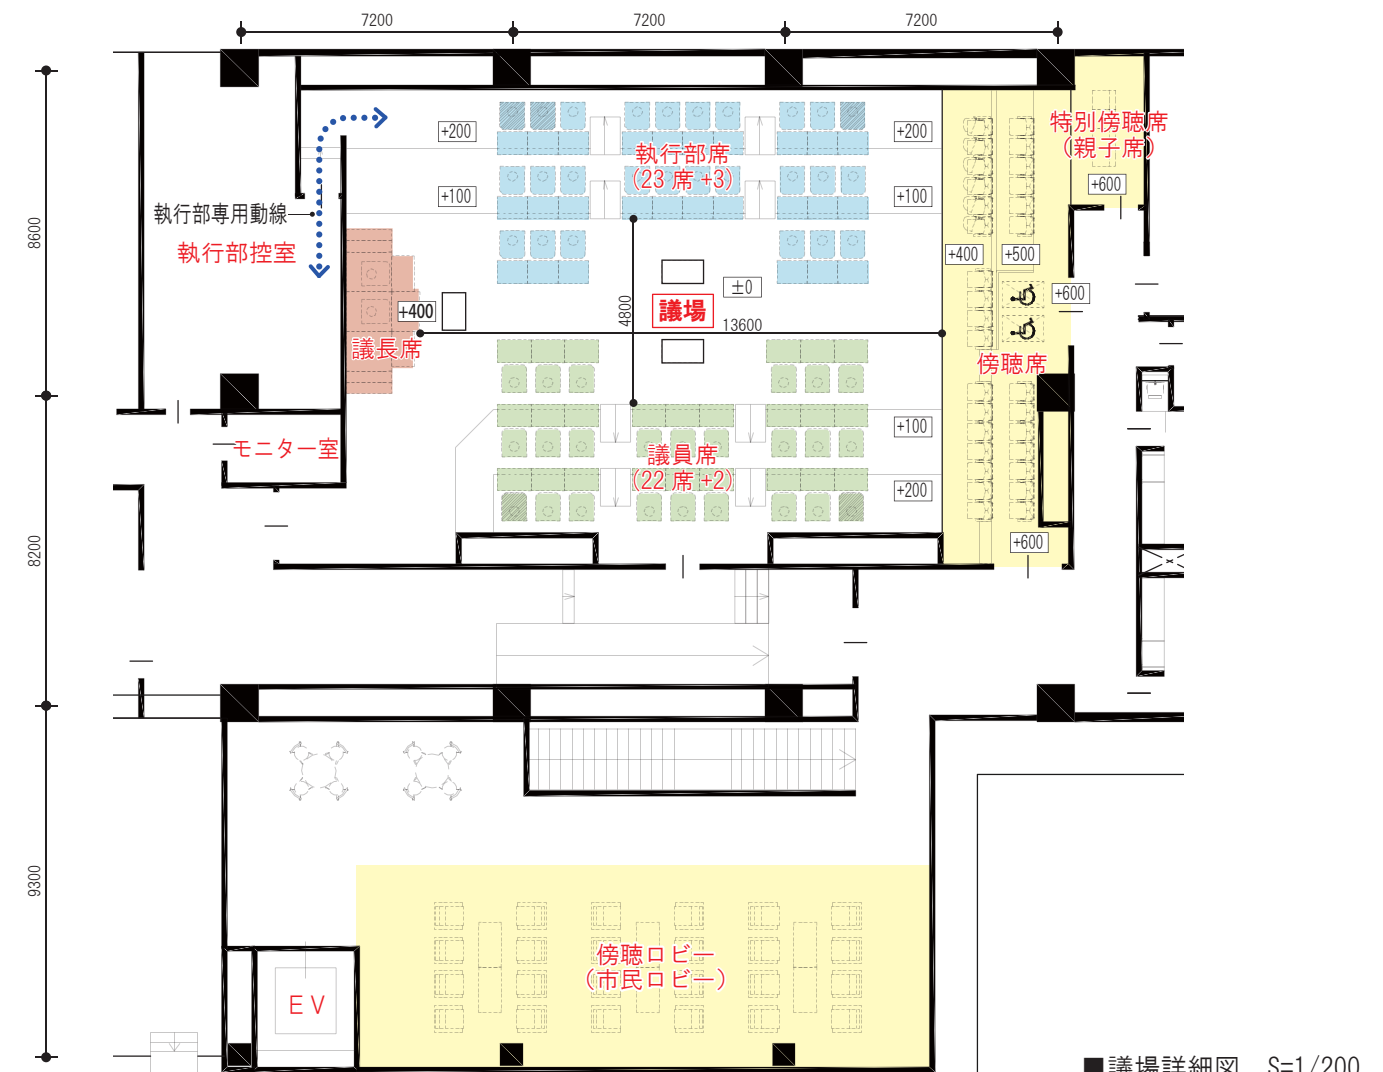 7200
7200
7200
特別傍聴席
（親子席）
+200
+200
執行部席
（23 席 +3）
+600
+100
+100
執行部専用動線
8600
執行部控室
+400
+500
±0
+600
+400
4800
議場
13600
議長席
傍聴席
+100
モニター室
議員席
（22 席 +2）
+200
8200
+600
9300
傍聴ロビー
（市民ロビー）
EV
■議場詳細図 S=1/200